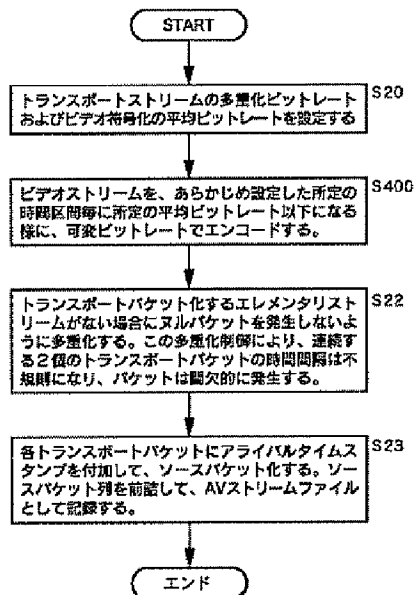 START
S20
トランスポートストリームの多重化ビットレート
およびビデオ符号化の平均ビットレートを設定する
S400
ビデオストリームを、あらかじめ設定した所定の
時間区間毎に所定の平均ビットレート以下になる
様に、可変ビットレートでエンコードする。
S22
トランスポートパケット化するエレメンタリスト
リームがない場合にヌルパケットを発生しないよ
うに多重化する。この多重化制御により、連続
する2個のトランスポートパケットの時間間隔は不
規則になり、パケットは間欠的に発生する。
S23
各トランスポートパケットにアライバルタイムス
タンプを付加して、ソースパケット化する。ソー
スパケット列を前詰して、AVストリームファイル
として記録する。
エンド